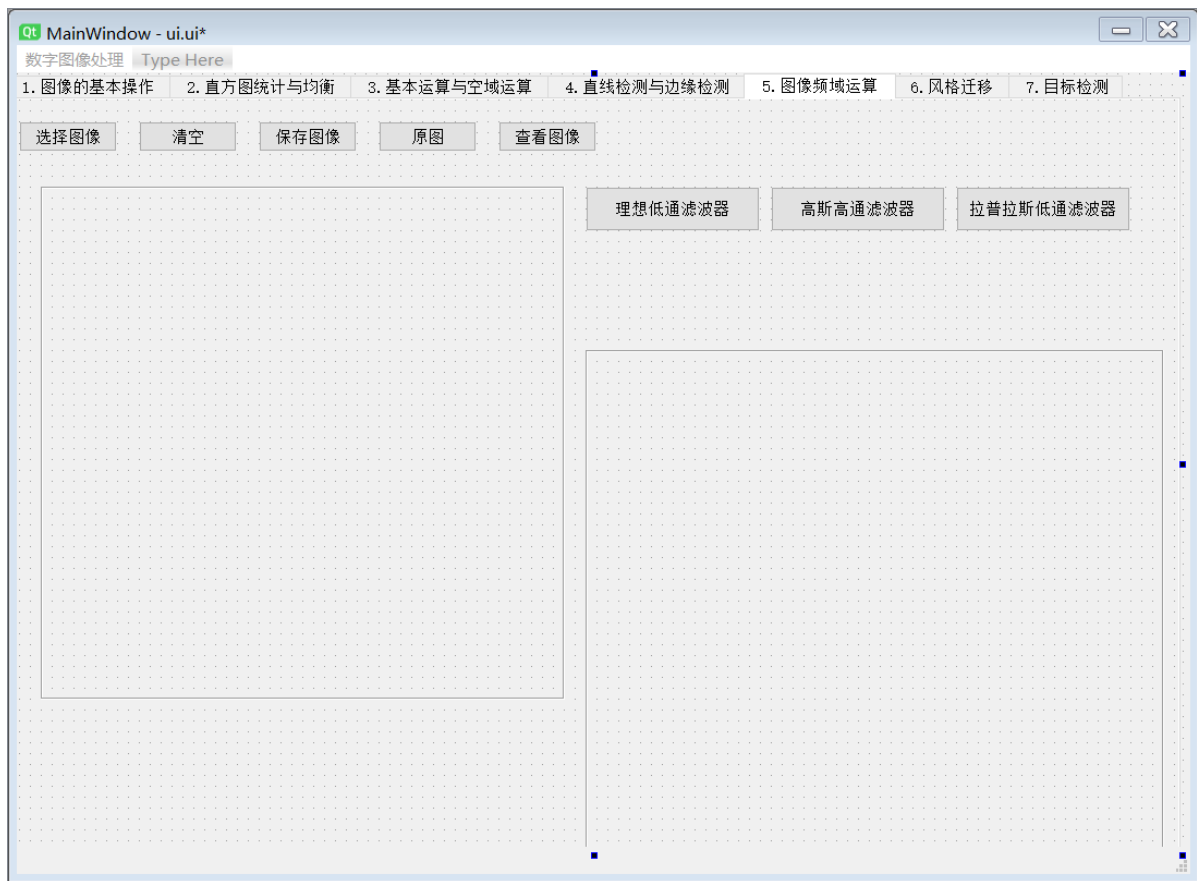 Qt MainWindow - ui.ui*
数字图像处理 Type Here
1. 图像的基本操作 2. 直方图统计与均衡 3. 基本运算与空域运算 4. 直线检测与边缘检测 5. 图像频域运算 6. 风格迁移 7. 目标检测
选择图像 清空 保存图像 原图 查看图像
理想低通滤波器 高斯高通滤波器 拉普拉斯低通滤波器